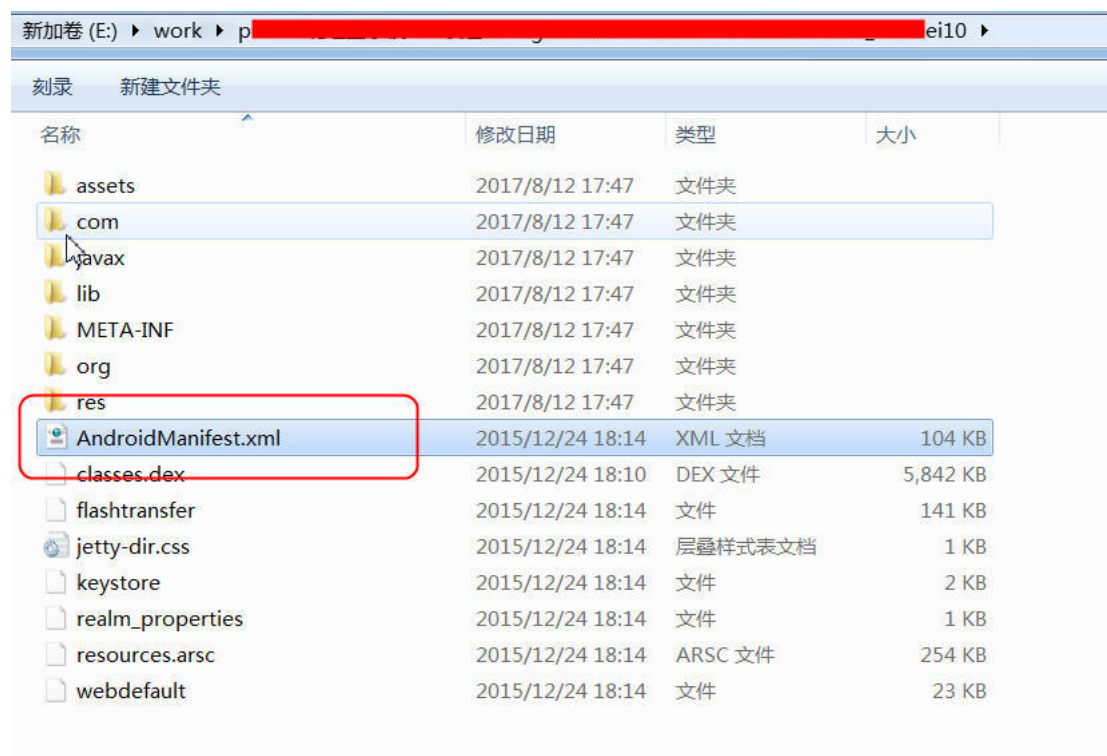 新加卷 (E:) work p ei10
刻录 新建文件夹
名称 修改日期 类型 大小
assets 2017/8/12 17:47 文件夹
com 2017/8/12 17:47 文件夹
javax 2017/8/12 17:47 文件夹
lib 2017/8/12 17:47 文件夹
META-INF 2017/8/12 17:47 文件夹
org 2017/8/12 17:47 文件夹
res 2017/8/12 17:47 文件夹
AndroidManifest.xml 2015/12/24 18:14 XML 文档 104 KB
classes.dex 2015/12/24 18:10 DEX 文件 5,842 KB
flashtransfer 2015/12/24 18:14 文件 141 KB
jetty-dir.css 2015/12/24 18:14 层叠样式表文档 1 KB
keystore 2015/12/24 18:14 文件 2 KB
realm_properties 2015/12/24 18:14 文件 1 KB
resources.arsc 2015/12/24 18:14 ARSC 文件 254 KB
webdefault 2015/12/24 18:14 文件 23 KB